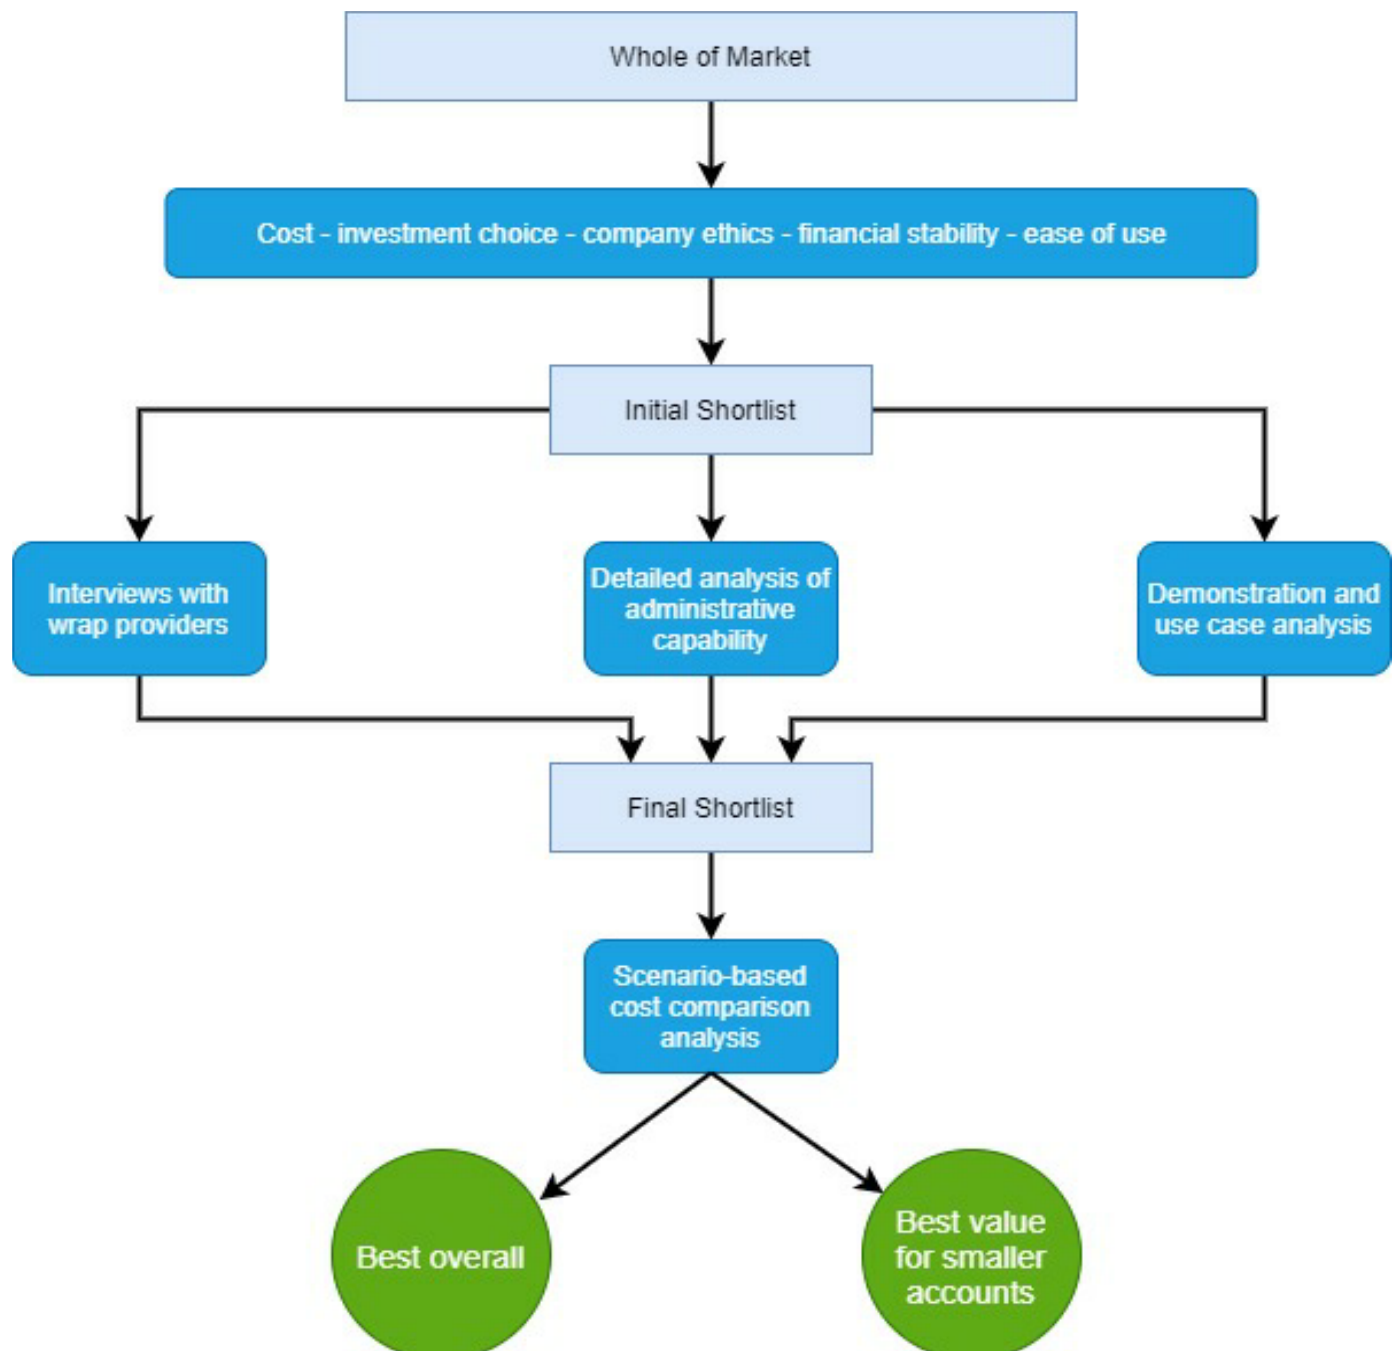 Whole of Market
Cost - investment choice - company ethics - financial stability - ease of use
Initial Shortlist
Interviews with
wrap providers
Detailed analysis of
administrative
capability
Demonstration and
use case analysis
Final Shortlist
Scenario-based
cost comparison
analysis
Best overall
Best value
for smaller
accounts